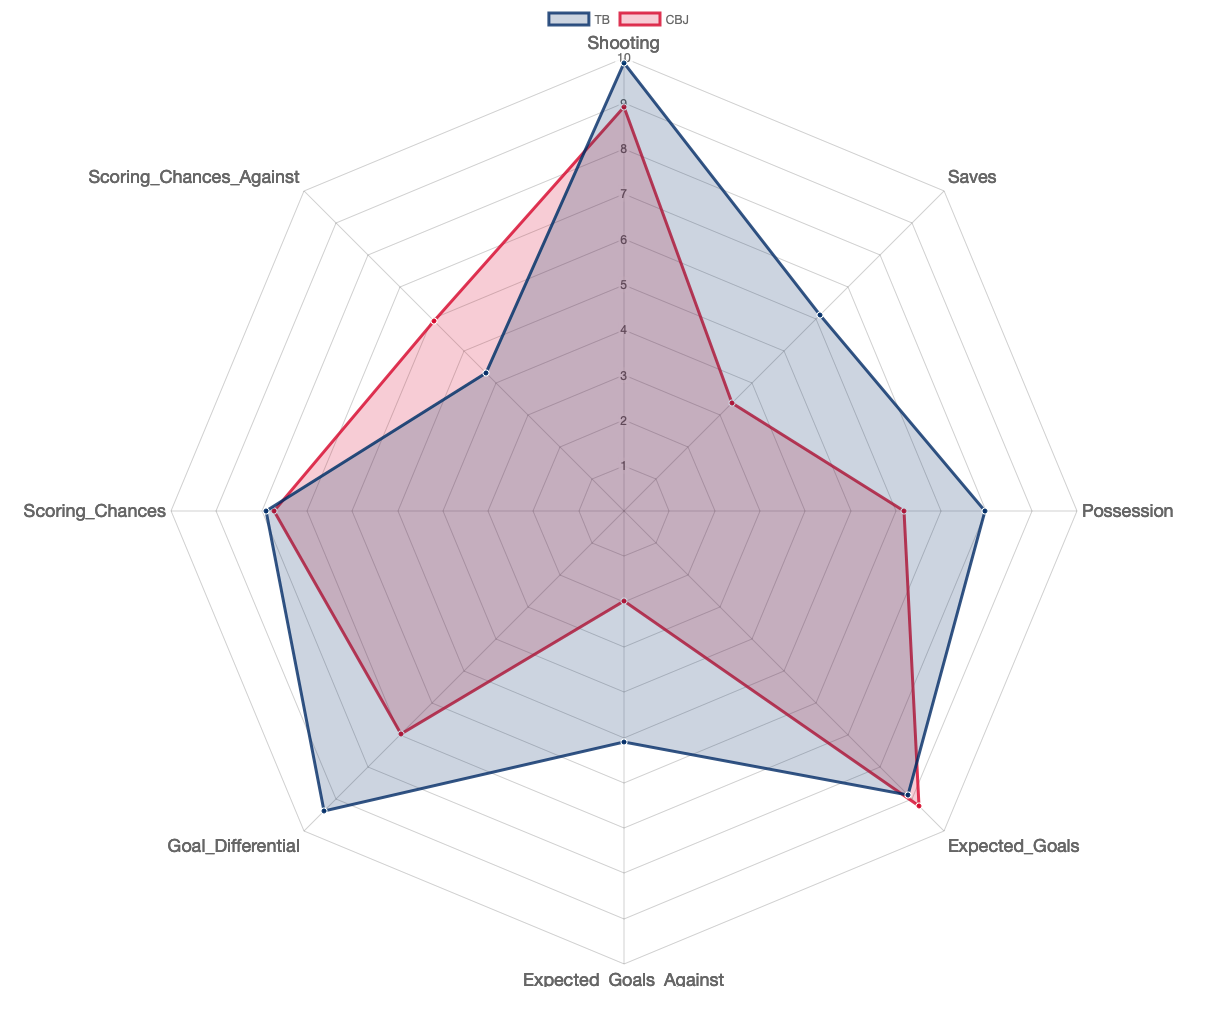 TB CBJ
Shooting
10
9
Saves
Scoring_Chances_Against
8
7
6
5
4
3
2
1
Scoring_Chances
Possession
Goal_Differential
Expected_Goals
Expected_Goals_Against